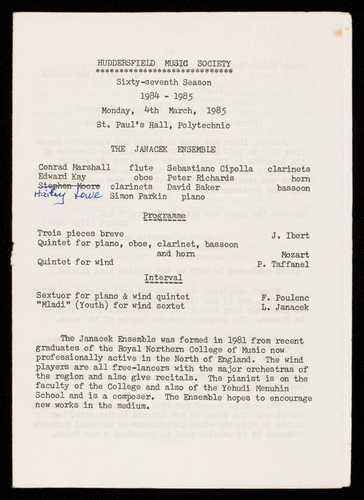 HUDDERSFIELD MUSIC SOCIETY
******************************
Sixty-seventh Season
1984 - 1985
Monday, 4th March, 1985
St. Paul's Hall, Polytechnic
THE JANACEK ENSEMBLE
Conrad Marshall flute Sebastiano Cipolla clarinets
Edward Kay oboe Peter Richards horn
Stephen Moore clarinets David Baker bassoon
Lowe Simon Parkin piano
Programme
Trois pieces breve J. Ibert
Quintet for piano, oboe, clarinet, bassoon
and horn Mozart
Quintet for wind P. Taffanel
Interval
Sextuor for piano & wind quintet F. Poulenc
"Mladi" (Youth) for wind sextet L. Janacek
The Janacek Ensemble was formed in 1981 from recent
graduates of the Royal Northern College of Music now
professionally active in the North of England. The wind
players are all free-lancers with the major orchestras of
the region and also give recitals. The pianist is on the
faculty of the College and also of the Yehudi Menuhin
School and is a composer. The Ensemble hopes to encourage
new works in the medium.